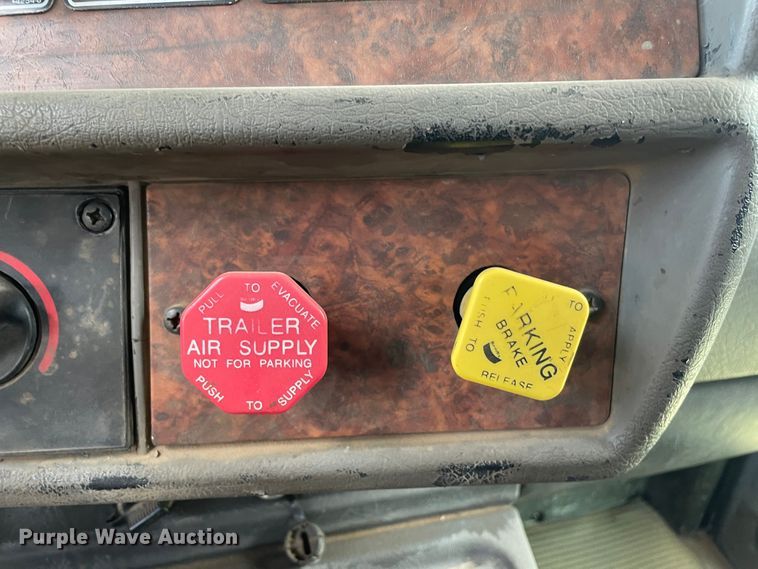 PULL TO EVACUATE
TRAILER
AIR SUPPLY
NOT FOR PARKING
PUSH TO SUPPLY
TO APPLY
PARKING
BRAKE
PUSH TO
RELEASE
Purple Wave Auction